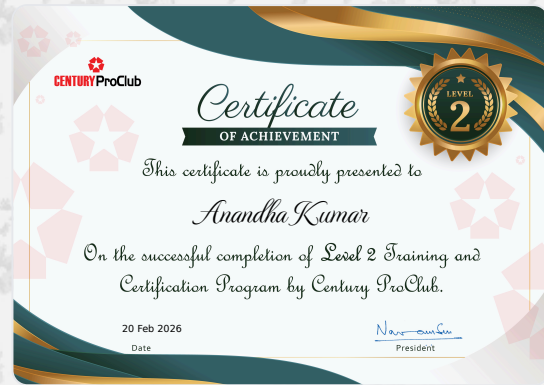 CENTURY ProClub
LEVEL
2
Certificate
OF ACHIEVEMENT
This certificate is proudly presented to
Anandha Kumar
On the successful completion of Level 2 Training and
Certification Program by Century ProClub.
20 Feb 2026
Date
President